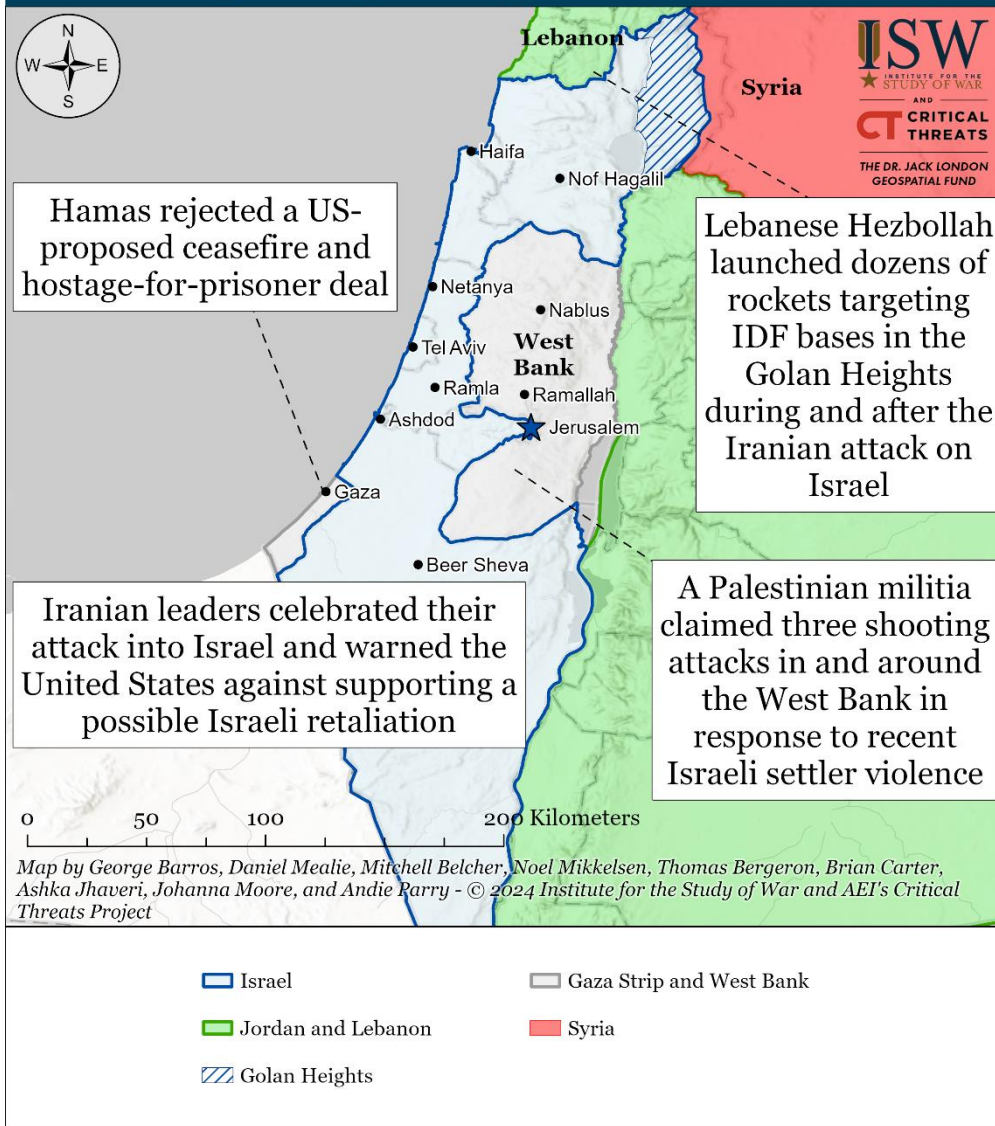 N
W
E
S
Lebanon
Syria
ISW
INSTITUTE FOR THE
STUDY OF WAR
AND
CT CRITICAL
THREATS
THE DR. JACK LONDON
GEOSPATIAL FUND
Haifa
Nof Hagalil
Hamas rejected a US-
proposed ceasefire and
hostage-for-prisoner deal
Lebanese Hezbollah
launched dozens of
rockets targeting
IDF bases in the
Golan Heights
during and after the
Iranian attack on
Israel
Netanya
Nablus
West
Bank
Tel Aviv
Ramla
Ramallah
Ashdod
Jerusalem
Gaza
Beer Sheva
Iranian leaders celebrated their
attack into Israel and warned the
United States against supporting a
possible Israeli retaliation
A Palestinian militia
claimed three shooting
attacks in and around
the West Bank in
response to recent
Israeli settler violence
0 50 100 200 Kilometers
Map by George Barros, Daniel Mealie, Mitchell Belcher, Noel Mikkelsen, Thomas Bergeron, Brian Carter,
Ashka Jhaveri, Johanna Moore, and Andie Parry - © 2024 Institute for the Study of War and AEI's Critical
Threats Project
Israel
Gaza Strip and West Bank
Jordan and Lebanon
Syria
Golan Heights